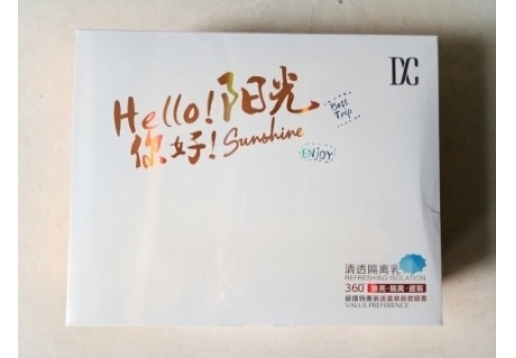 DC
Hello!阳光
你好!Sunshine
Best
Trip
ENJOY
清透隔离乳
REFRESHING ISOLATION
360°
VALUE PREFERENCE